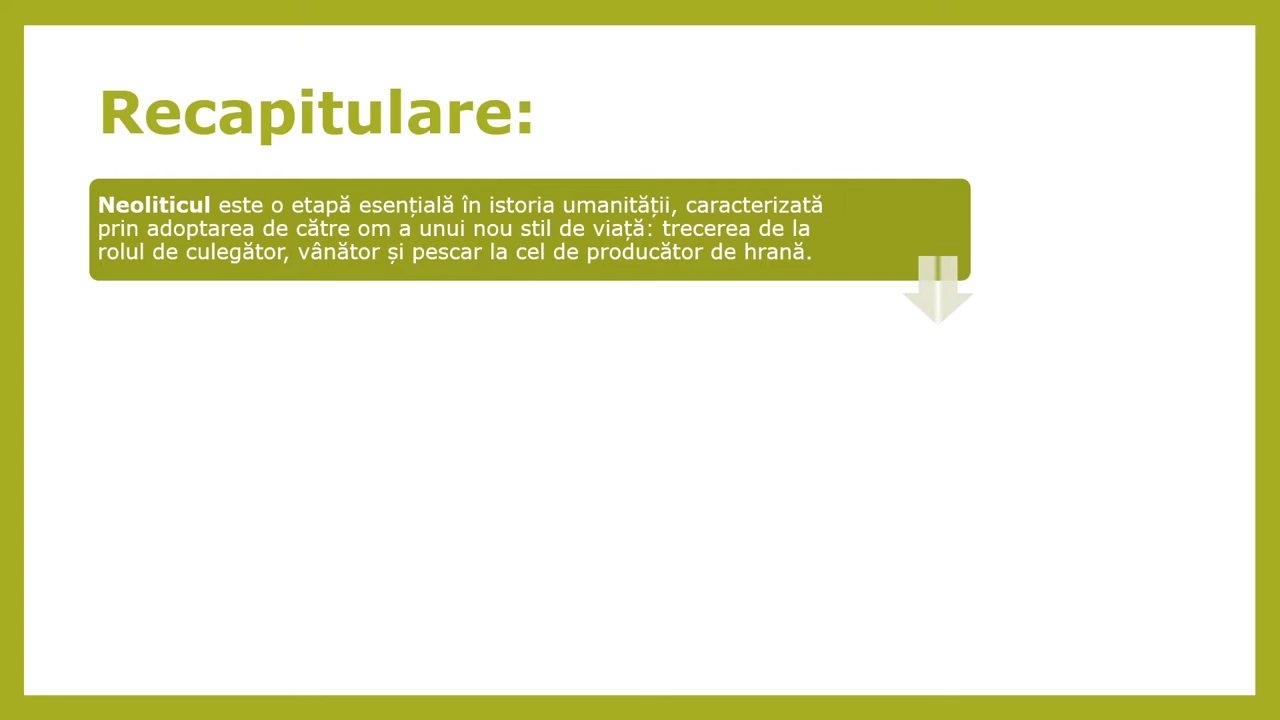 Recapitulare:
Neoliticul este o etapă esențială în istoria umanității, caracterizată
prin adoptarea de către om a unui nou stil de viață: trecerea de la
rolul de culegător, vânător și pescar la cel de producător de hrană.